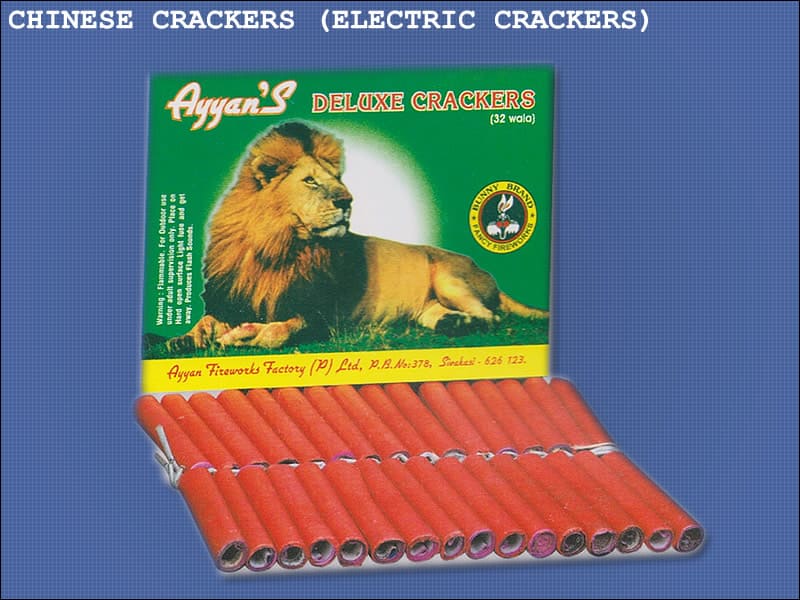 CHINESE CRACKERS (ELECTRIC CRACKERS)
Ayyan'S
DELUXE CRACKERS
(32 wala)
BUNNY BRAND
FANCY FIREWORKS
Warning : Flammable. For Outdoor use
under adult supervision only. Place on
Hard open surface Light fuse and get
away. Produces Flash Sounds.
Ayyan Fireworks Factory (P) Ltd, P.B.No:378, Sivakasi - 626 123.